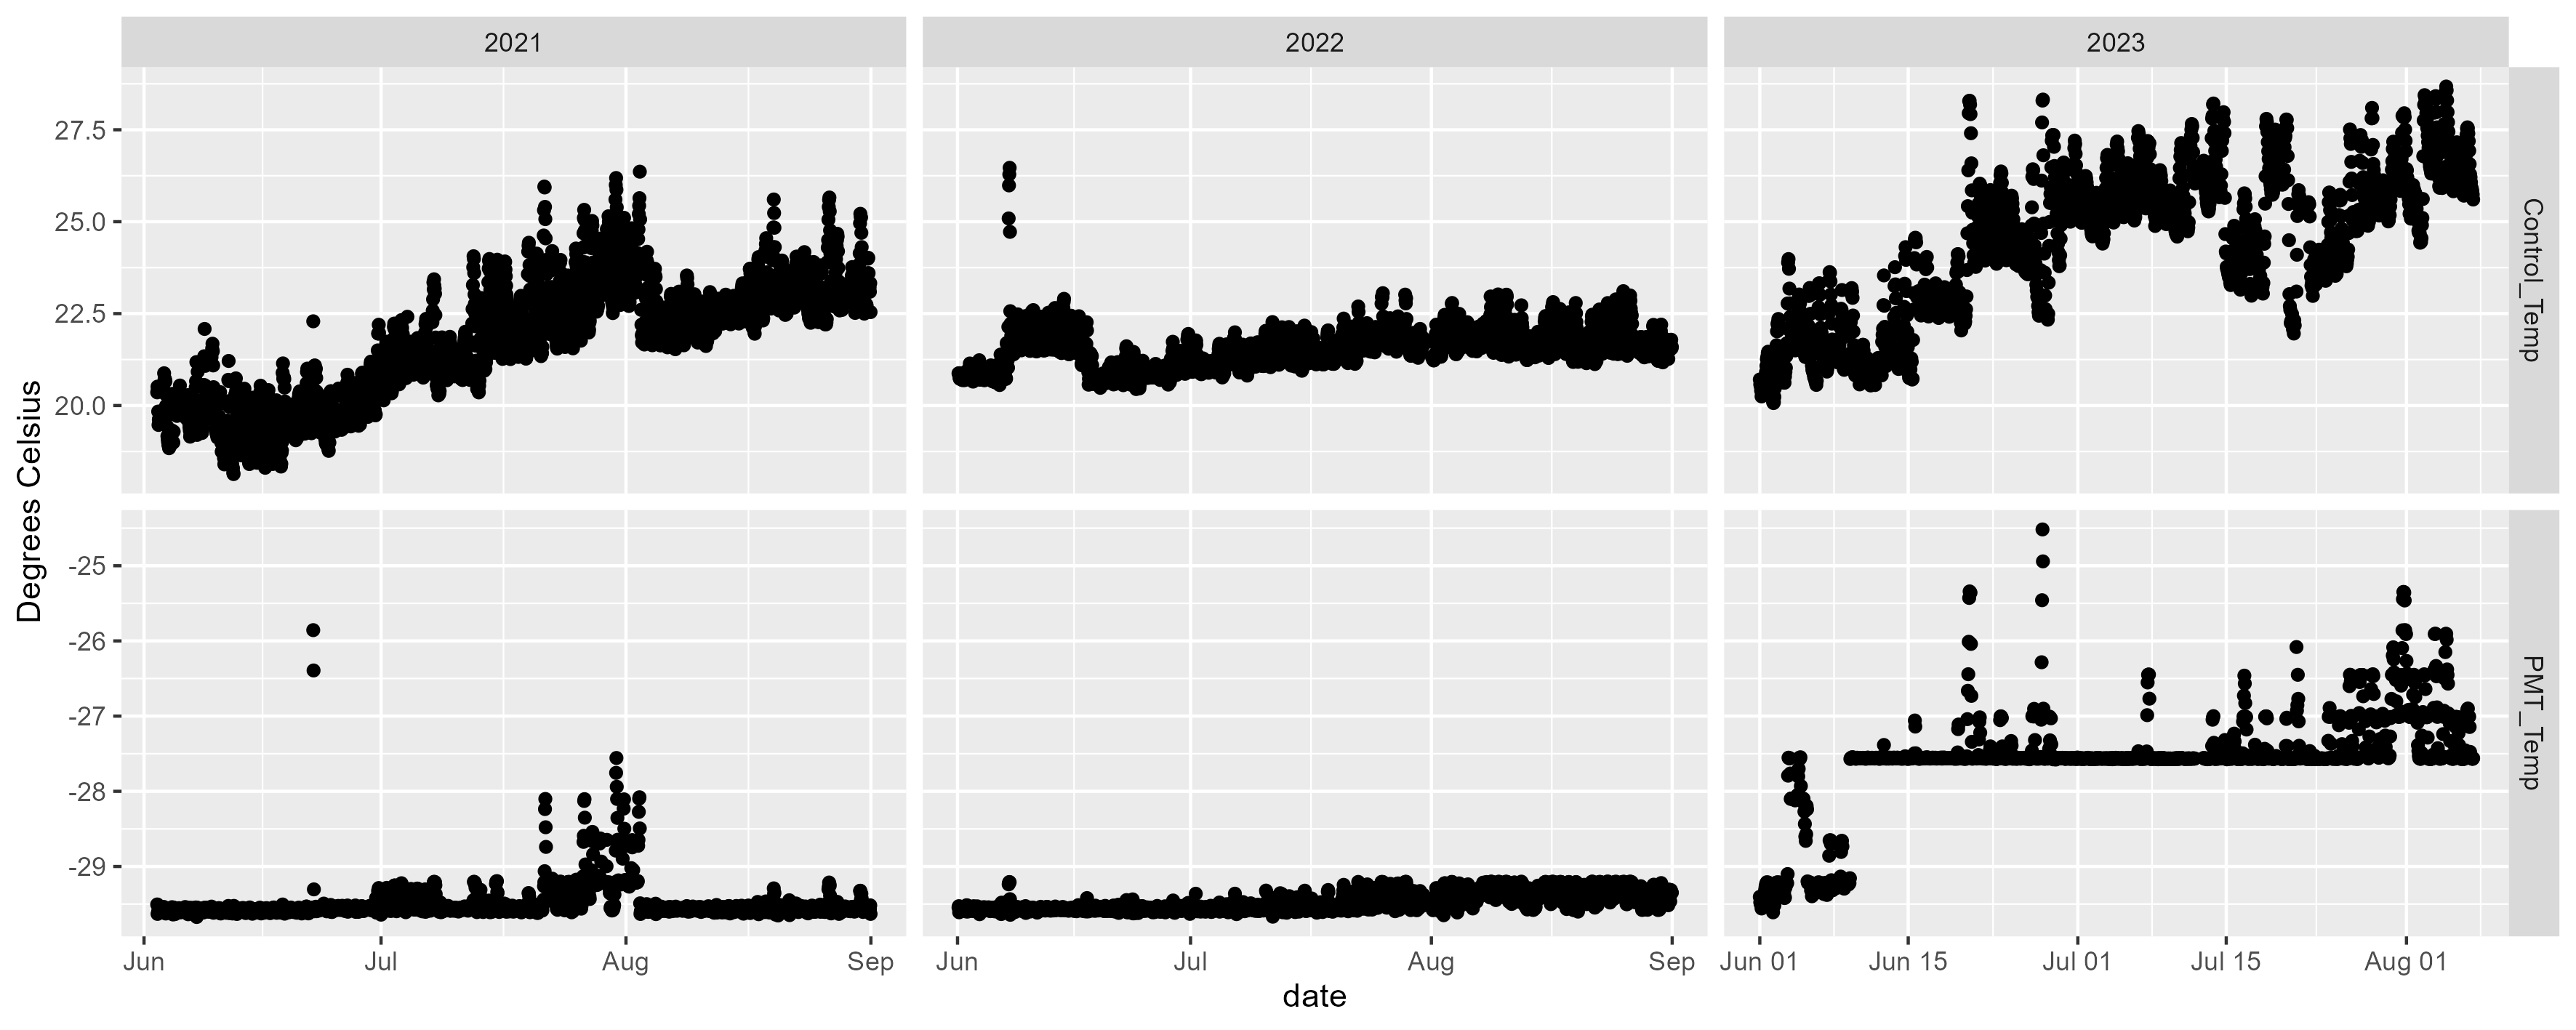 2021 2022 2023
27.5
25.0
22.5
20.0
Control_Temp
Degrees Celsius
-25
-26
-27
-28
-29
PMT_Temp
Jun Jul Aug Sep Jun Jul Aug Sep Jun 01 Jun 15 Jul 01 Jul 15 Aug 01
date